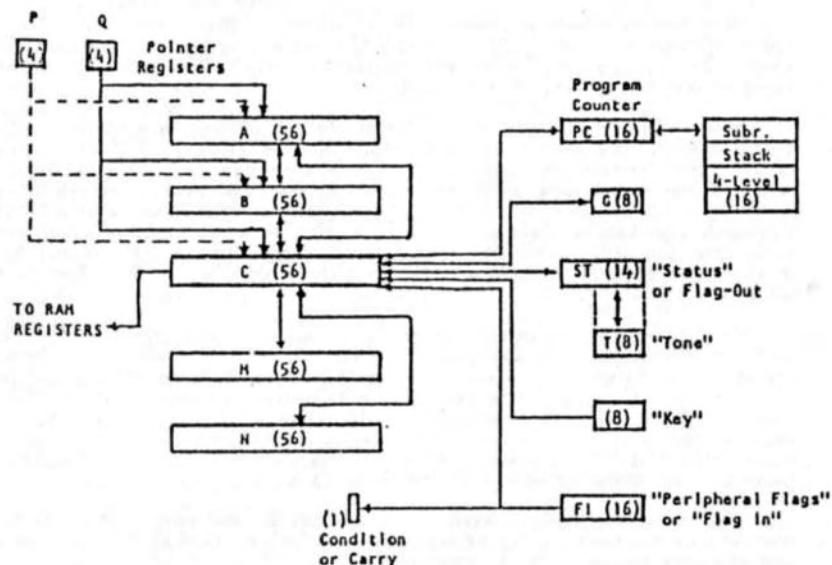 P Q
(4) (4)
Pointer
Registers
A (56)
B (56)
C (56)
TO RAM
REGISTERS
M (56)
N (56)
(1)
Condition
or Carry
Program
Counter
PC (16)
Subr.
Stack
4-Level
(16)
G(8)
ST (14) "Status"
or Flag-Out
T(8) "Tone"
(8) "Key"
FI (16) "Peripheral Flags"
or "Flag In"